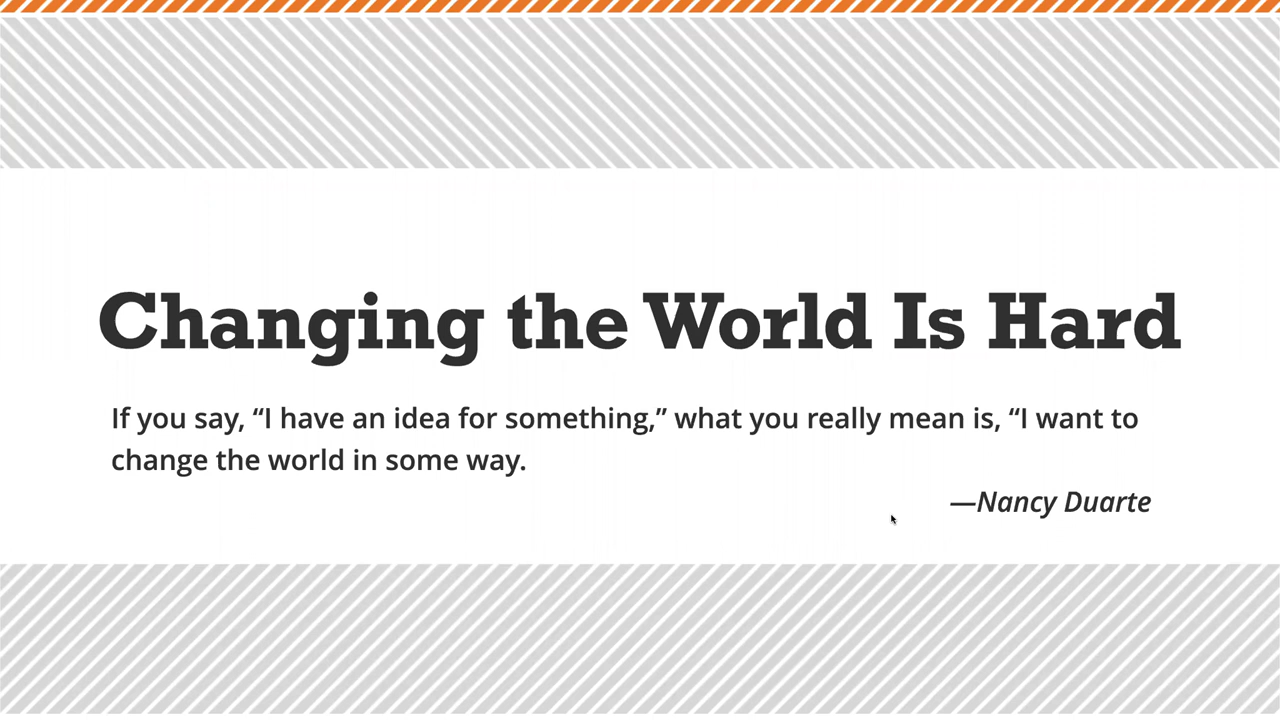 Changing the World Is Hard
If you say, “I have an idea for something,” what you really mean is, “I want to
change the world in some way.
—Nancy Duarte